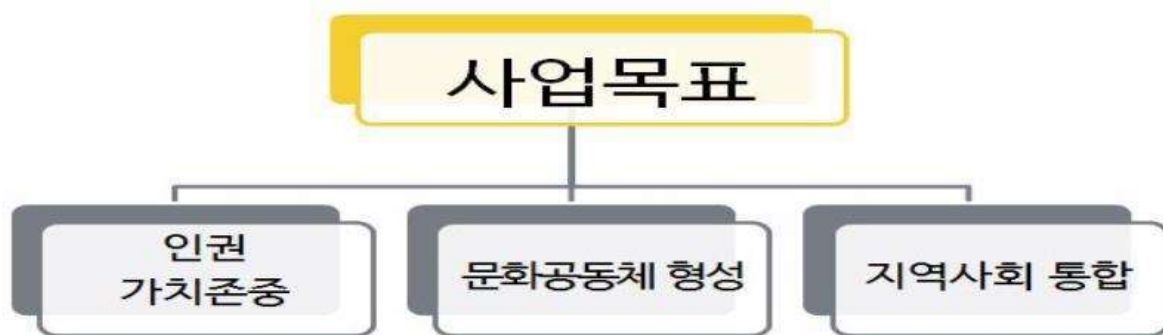 사업목표
인권
가치존중
문화공동체 형성
지역사회 통합